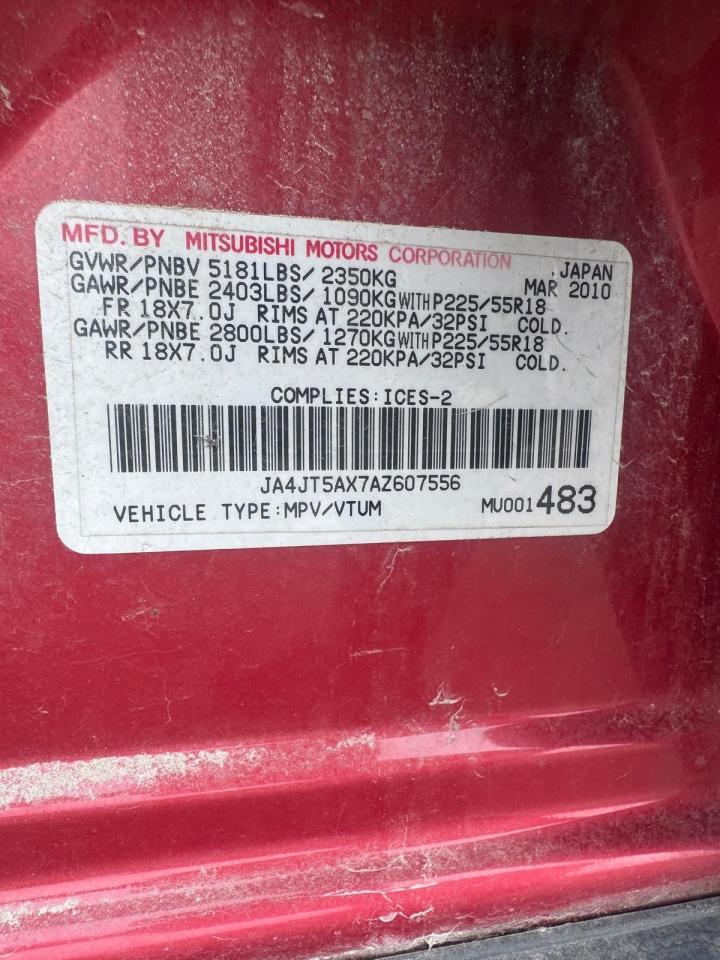 MFD. BY MITSUBISHI MOTORS CORPORATION
GVWR/PNBV 5181LBS/ 2350KG JAPAN
GAWR/PNBE 2403LBS/ 1090KG WITH P225/55R18 MAR 2010
FR 18X7.0J RIMS AT 220KPA/32PSI COLD.
GAWR/PNBE 2800LBS/ 1270KG WITH P225/55R18
RR 18X7.0J RIMS AT 220KPA/32PSI COLD.
COMPLIES:ICES-2
JA4JT5AX7AZ607556
VEHICLE TYPE:MPV/VTUM MU001483